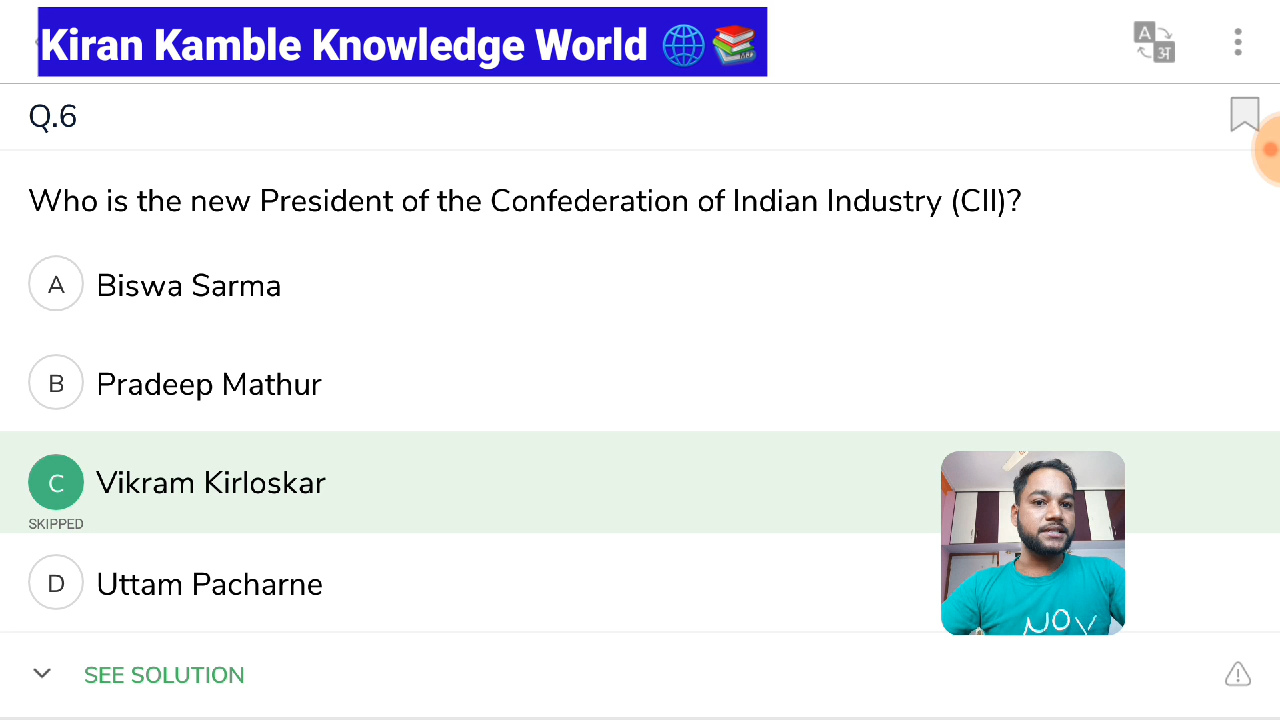 Kiran Kamble Knowledge World 🌐📚
A अ
Q.6
Who is the new President of the Confederation of Indian Industry (CII)?
A Biswa Sarma
B Pradeep Mathur
C Vikram Kirloskar
SKIPPED
D Uttam Pacharne
NOV
SEE SOLUTION